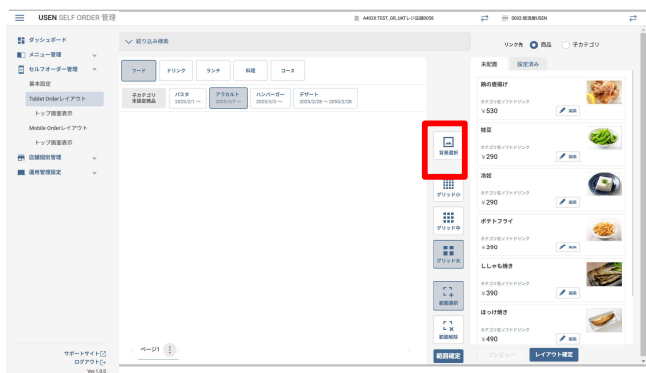 USEN SELF ORDER 管理
A4928:TEST_GR_UATレジ店舗0058
0002:居酒屋USEN
ダッシュボード
メニュー管理
セルフオーダー管理
基本設定
Tablet Orderレイアウト
トップ画面表示
Mobile Orderレイアウト
トップ画面表示
店舗個別管理
運用管理設定
サポートサイト
ログアウト
Ver.1.0.0
絞り込み検索
フード
ドリンク
ランチ
料理
コース
子カテゴリ
未設定商品
パスタ
2025/2/1 ～
アラカルト
2025/3/1 ～
ハンバーガー
2025/3/5 ～
デザート
2025/2/26 ～ 2055/3/28
背景選択
グリッド小
グリッド中
グリッド大
範囲選択
範囲解除
範囲確定
ページ1
リンク先
商品
子カテゴリ
未配置
設定済み
鶏の唐揚げ
カテゴリ名ソフトドリンク
￥530
編集
枝豆
カテゴリ名ソフトドリンク
￥290
編集
冷奴
カテゴリ名ソフトドリンク
￥290
編集
ポテトフライ
カテゴリ名ソフトドリンク
￥390
編集
ししゃも焼き
カテゴリ名ソフトドリンク
￥390
編集
ほっけ焼き
カテゴリ名ソフトドリンク
￥490
編集
プレビュー
レイアウト確定